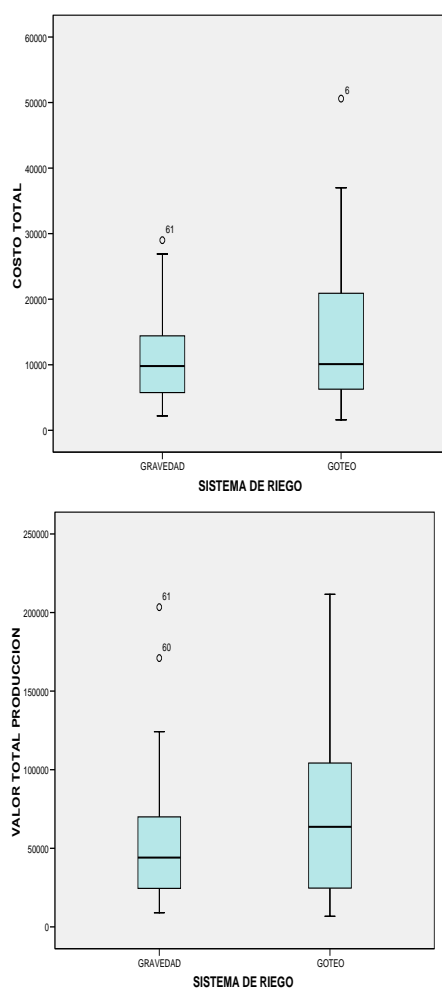 60000
50000
6
40000
COSTO TOTAL
30000
61
20000
10000
0
GRAVEDAD
GOTEO
SISTEMA DE RIEGO
250000
61
200000
60
VALOR TOTAL PRODUCCION
150000
100000
50000
0
GRAVEDAD
GOTEO
SISTEMA DE RIEGO